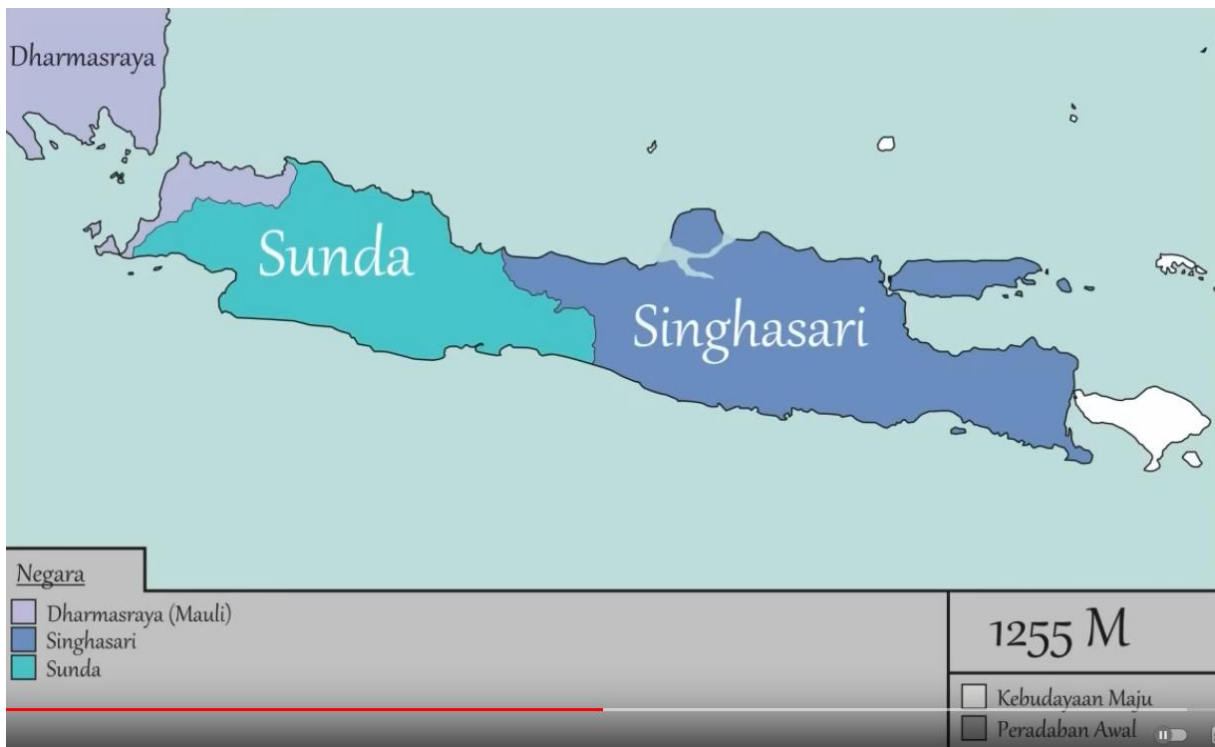 Dharmasraya
Sunda
Singhasari
Negara
Dharmasraya (Mauli)
Singhasari
Sunda
1255 M
Kebudayaan Maju
Peradaban Awal